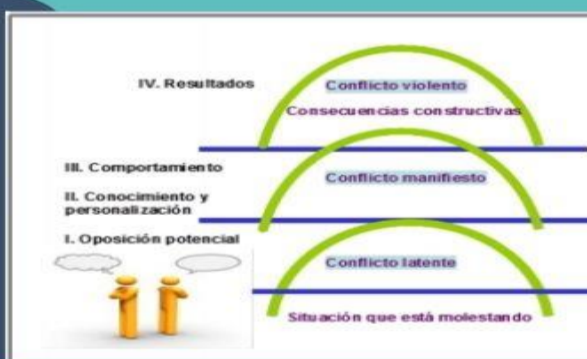 IV. Resultados
Conflicto violento
Consecuencias constructivas
III. Comportamiento
Conflicto manifiesto
II. Conocimiento y
personalización
I. Oposición potencial
Conflicto latente
Situación que está molestando